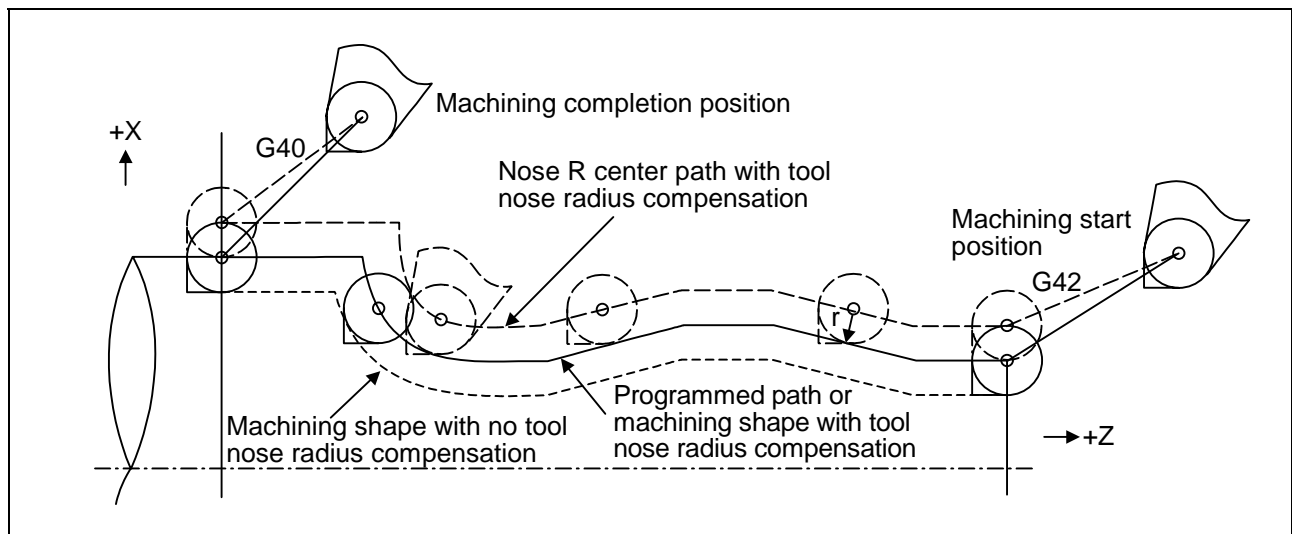 Machining completion position
+X
G40
Nose R center path with tool
nose radius compensation
Machining start
position
G42
r
Machining shape with no tool
nose radius compensation
Programmed path or
machining shape with tool
nose radius compensation
+Z